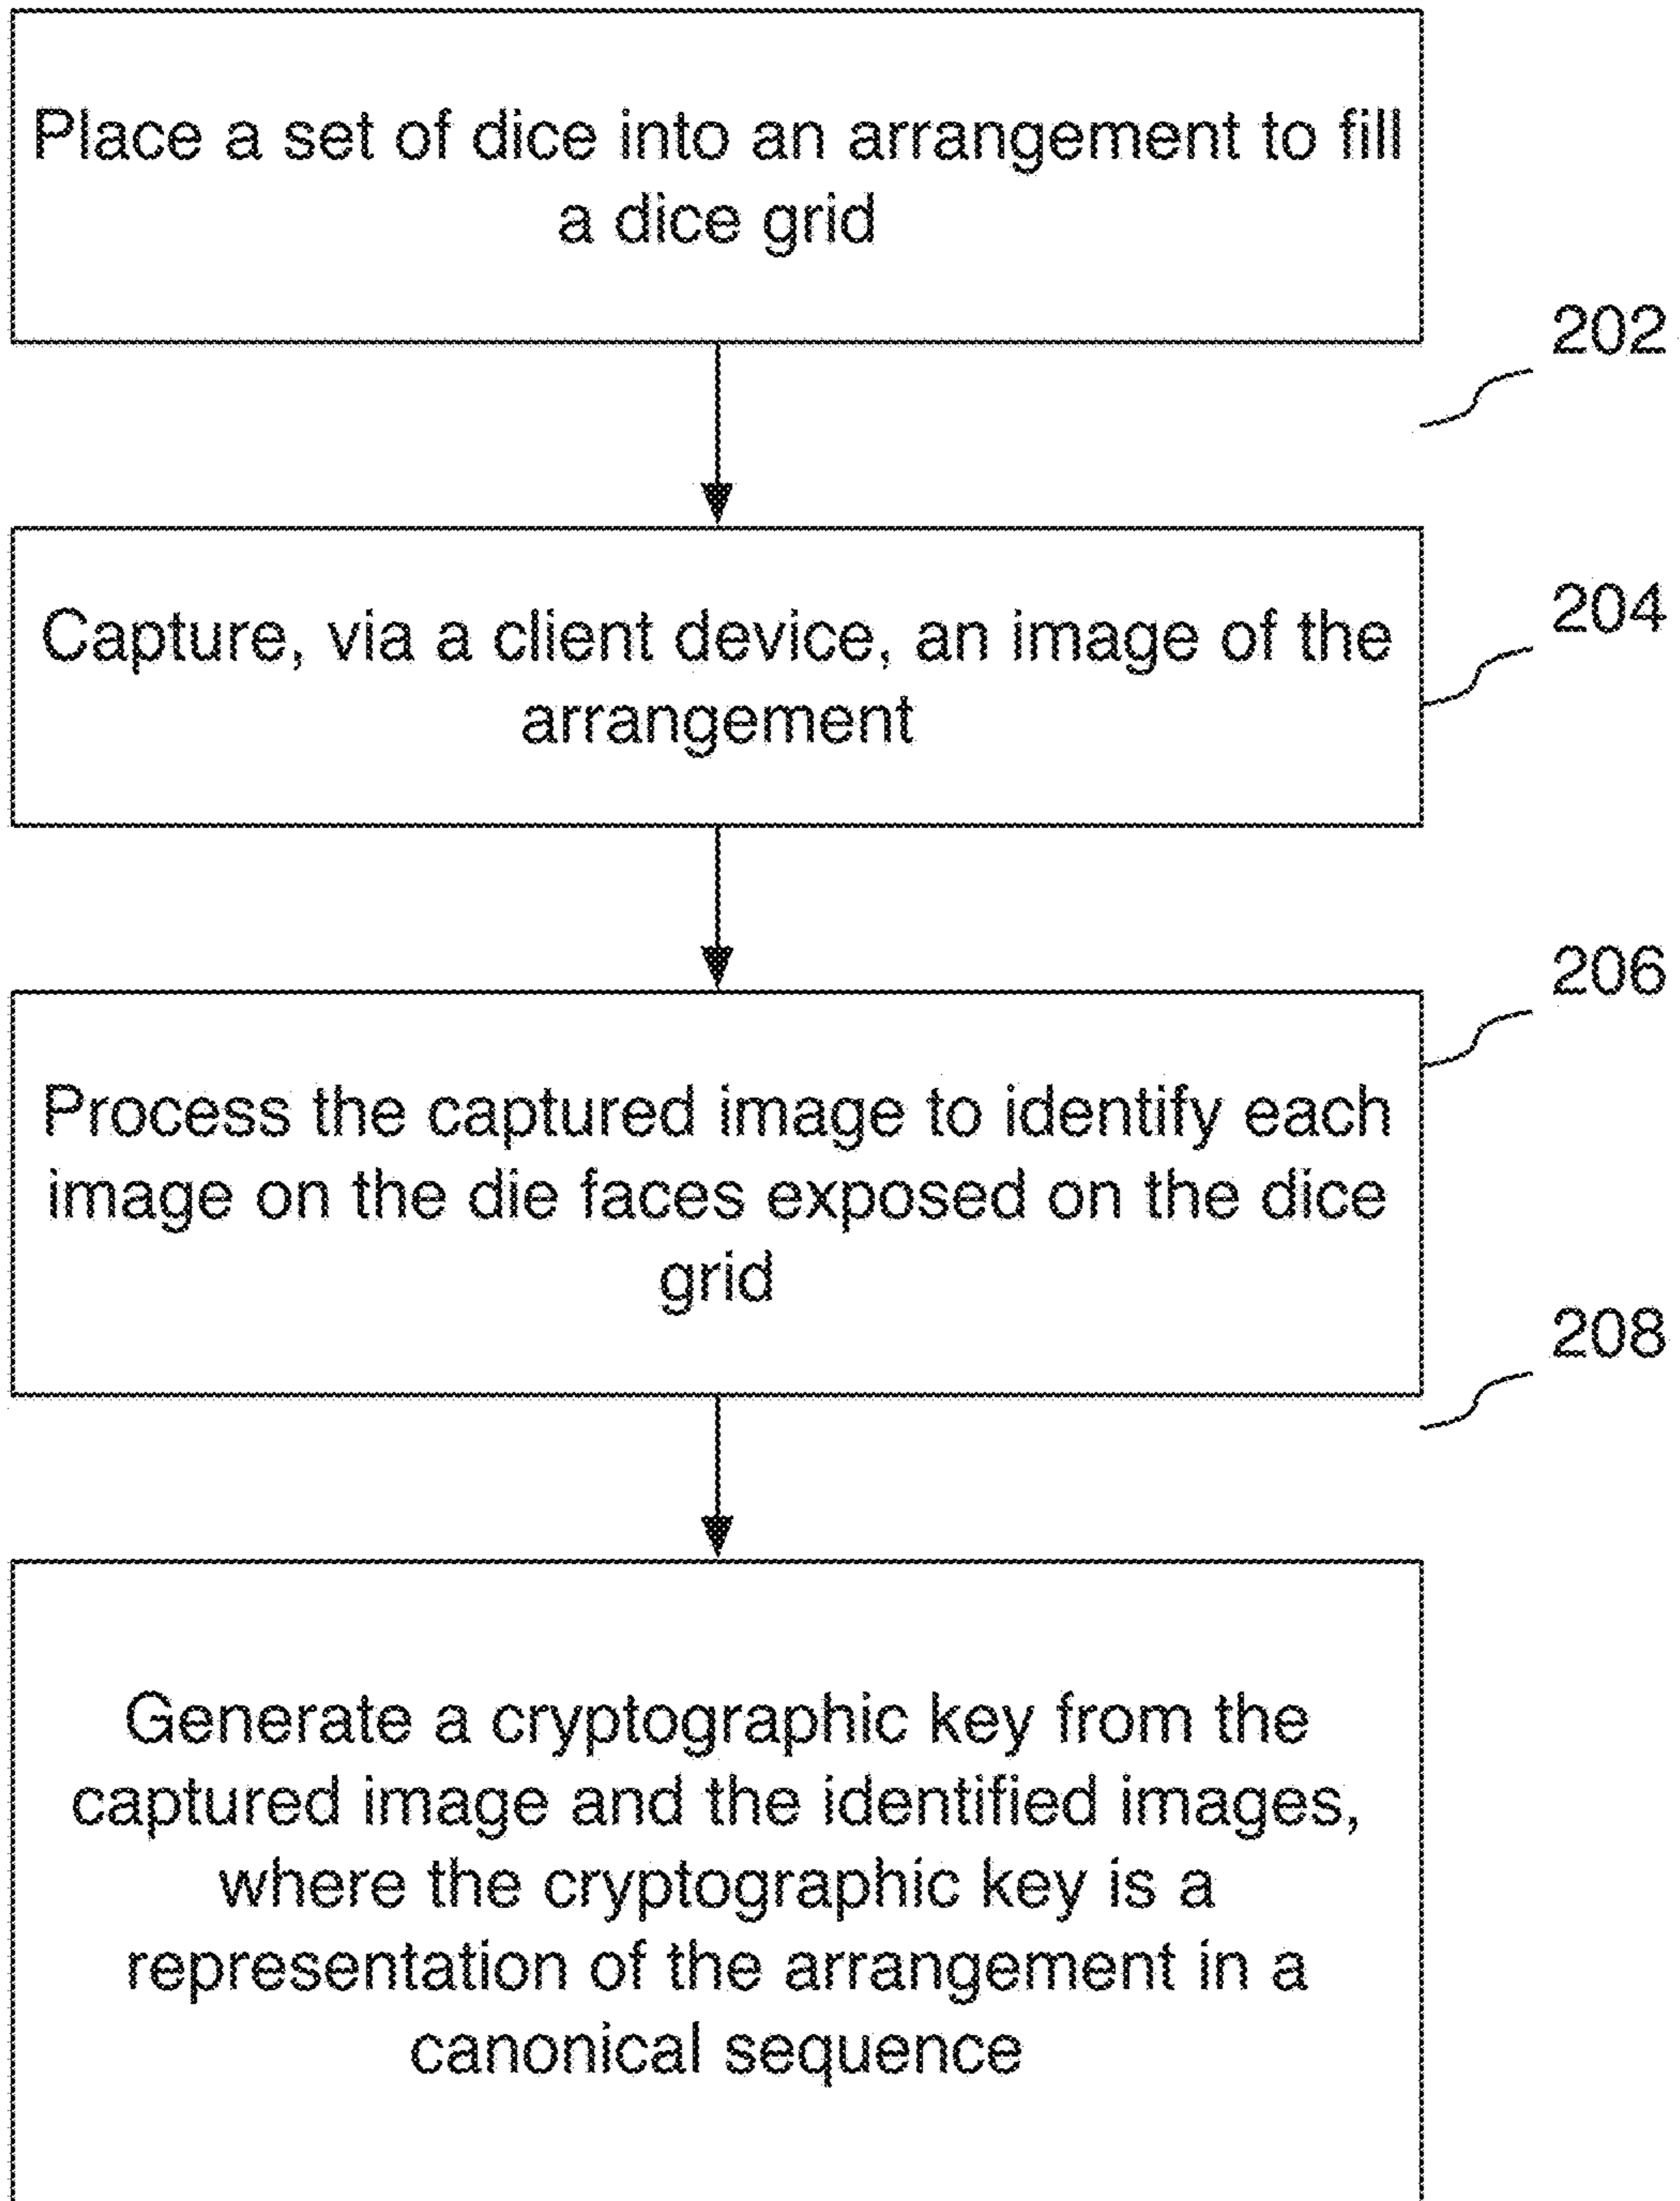 Place a set of dice into an arrangement to fill
a dice grid
202
Capture, via a client device, an image of the
arrangement
204
Process the captured image to identify each
image on the die faces exposed on the dice
grid
206
Generate a cryptographic key from the
captured image and the identified images,
where the cryptographic key is a
representation of the arrangement in a
canonical sequence
208